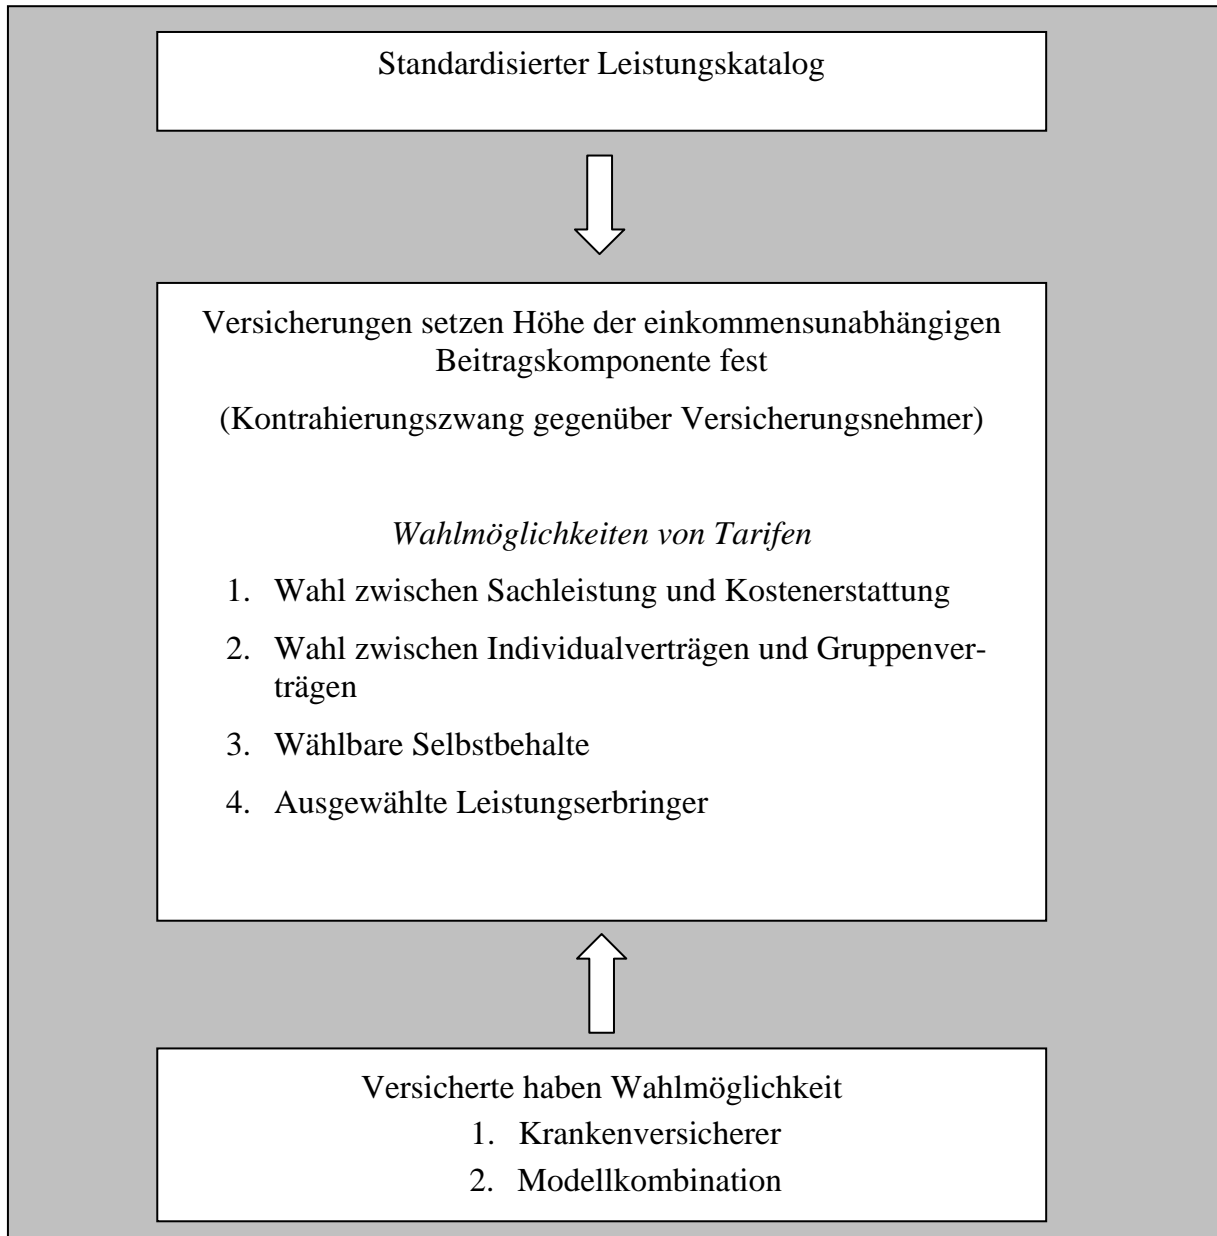 Standardisierter Leistungskatalog
Versicherungen setzen Höhe der einkommensunabhängigen
Beitragskomponente fest
(Kontrahierungszwang gegenüber Versicherungsnehmer)
Wahlmöglichkeiten von Tarifen
1. Wahl zwischen Sachleistung und Kostenerstattung
2. Wahl zwischen Individualverträgen und Gruppenver-
trägen
3. Wählbare Selbstbehalte
4. Ausgewählte Leistungserbringer
Versicherte haben Wahlmöglichkeit
1. Krankenversicherer
2. Modellkombination